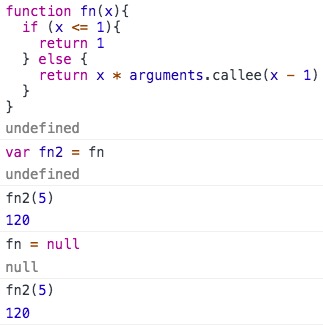 function fn(x){
  if (x <= 1){
    return 1
  } else {
    return x * arguments.callee(x - 1)
  }
}
undefined
var fn2 = fn
undefined
fn2(5)
120
fn = null
null
fn2(5)
120